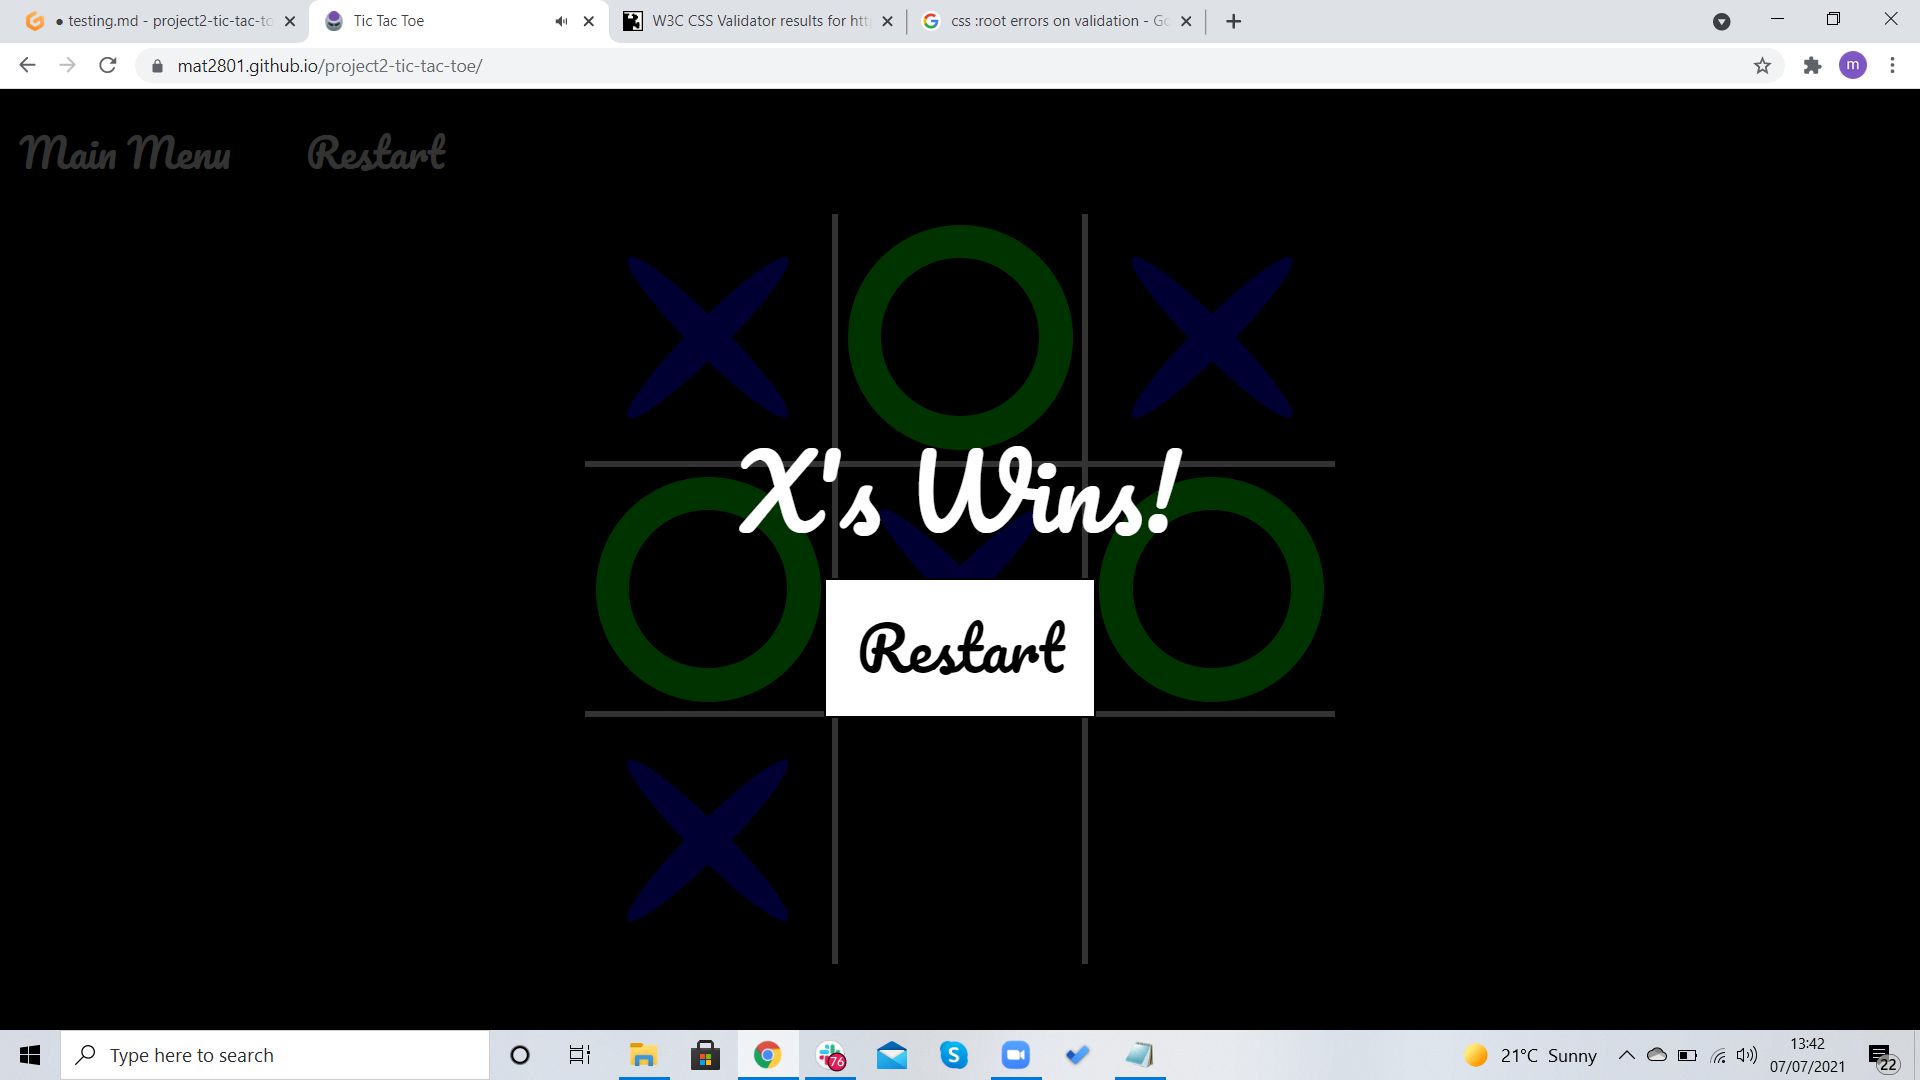 testing.md - project2-tic-tac-to
Tic Tac Toe
W3C CSS Validator results for htt
css :root errors on validation - Go
mat2801.github.io/project2-tic-tac-toe/
m
Main Menu
Restart
X's Wins!
Restart
Type here to search
76
21°C Sunny
13:42
07/07/2021
22